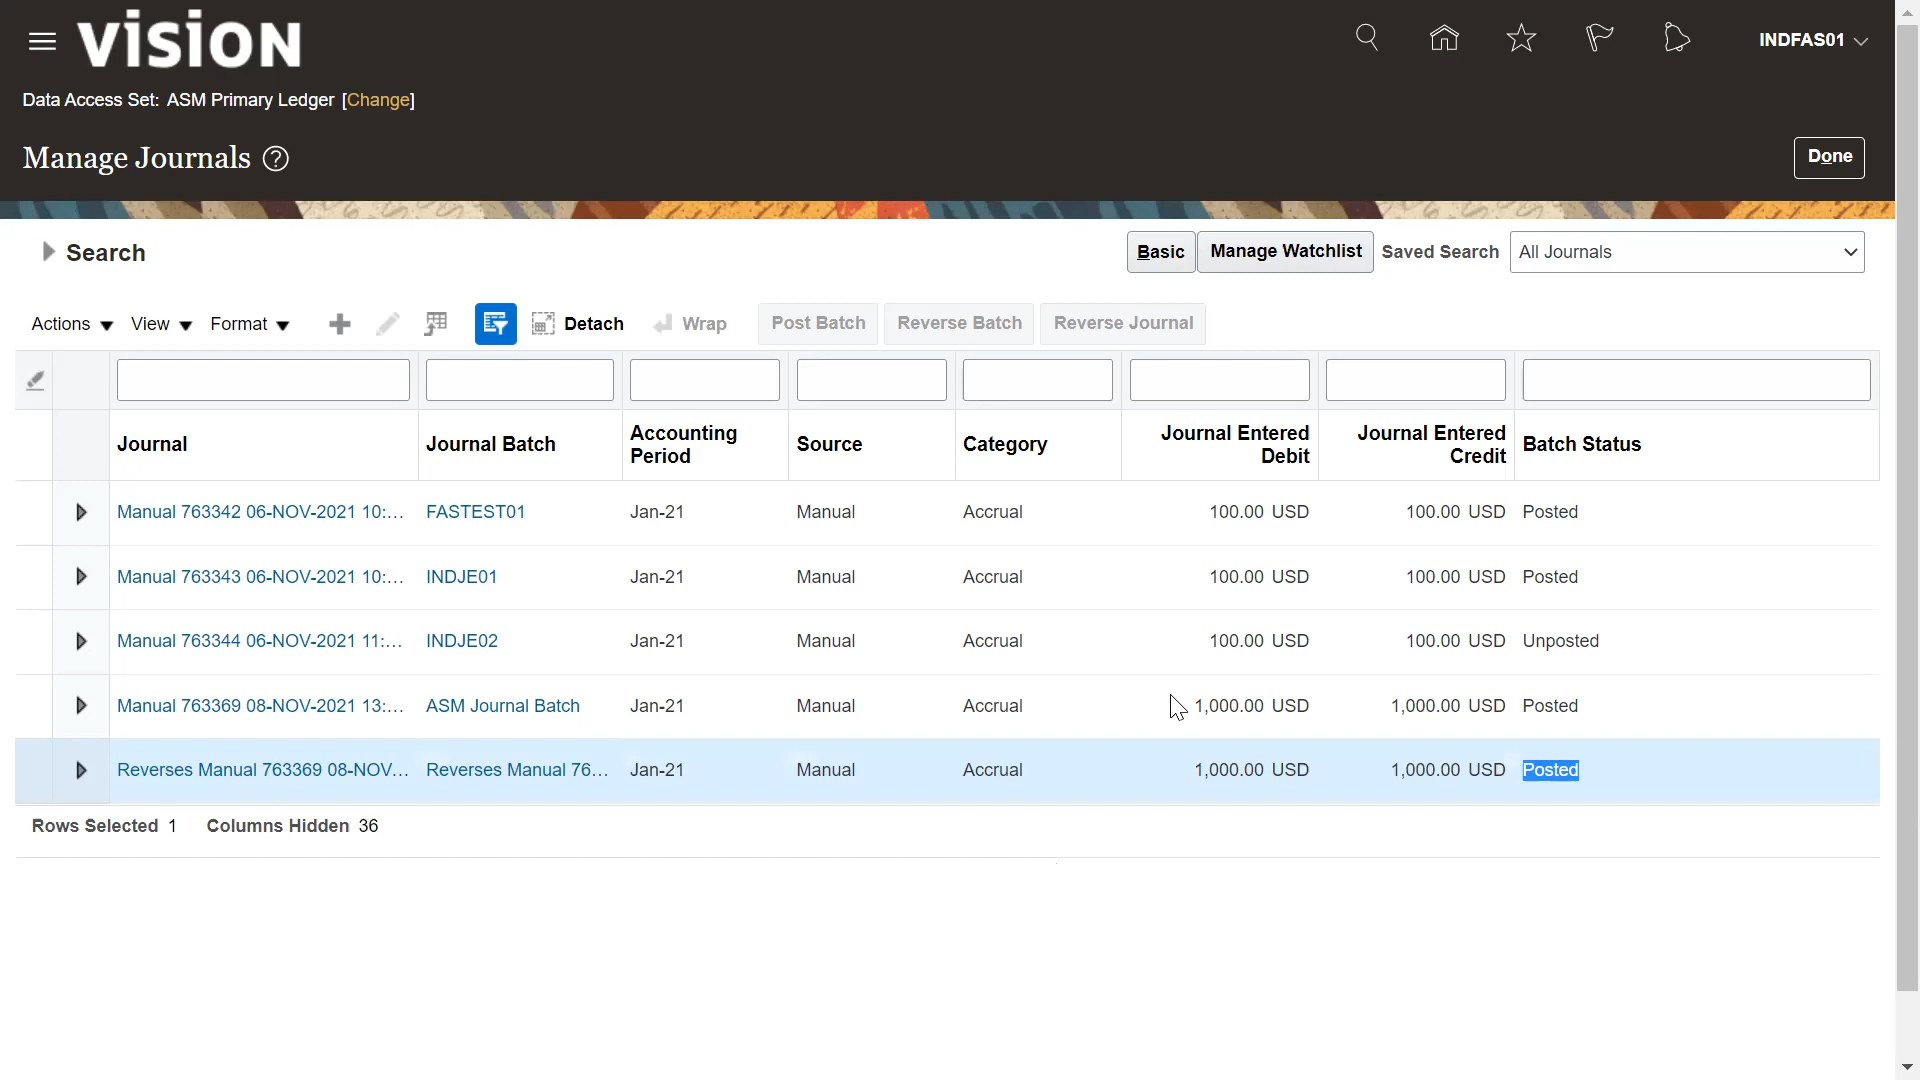 VISION
INDFAS01
Data Access Set: ASM Primary Ledger [Change]
Manage Journals
Done
Search
Basic
Manage Watchlist
Saved Search
All Journals
Actions
View
Format
Detach
Wrap
Post Batch
Reverse Batch
Reverse Journal
Journal
Journal Batch
Accounting Period
Source
Category
Journal Entered Debit
Journal Entered Credit
Batch Status
Manual 763342 06-NOV-2021 10:... FASTEST01 Jan-21 Manual Accrual 100.00 USD 100.00 USD Posted
Manual 763343 06-NOV-2021 10:... INDJE01 Jan-21 Manual Accrual 100.00 USD 100.00 USD Posted
Manual 763344 06-NOV-2021 11:... INDJE02 Jan-21 Manual Accrual 100.00 USD 100.00 USD Unposted
Manual 763369 08-NOV-2021 13:... ASM Journal Batch Jan-21 Manual Accrual 1,000.00 USD 1,000.00 USD Posted
Reverses Manual 763369 08-NOV... Reverses Manual 76... Jan-21 Manual Accrual 1,000.00 USD 1,000.00 USD Posted
Rows Selected 1 Columns Hidden 36